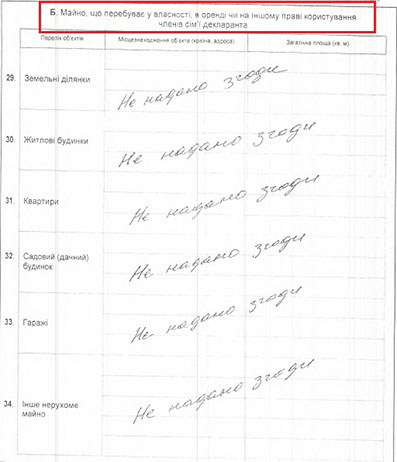 Б. Майно, що перебуває у власності, в оренді чи на іншому праві користування
членів сім'ї декларанта
Перелік об'єктів Місцезнаходження об'єкта (країна, адреса) Загальна площа (кв. м)
29. Земельні ділянки Не надано згоди
30. Житлові будинки Не надано згоди
31. Квартири Не надано згоди
32. Садовий (дачний)
будинок Не надано згоди
33. Гаражі Не надано згоди
34. Інше нерухоме
майно Не надано згоди